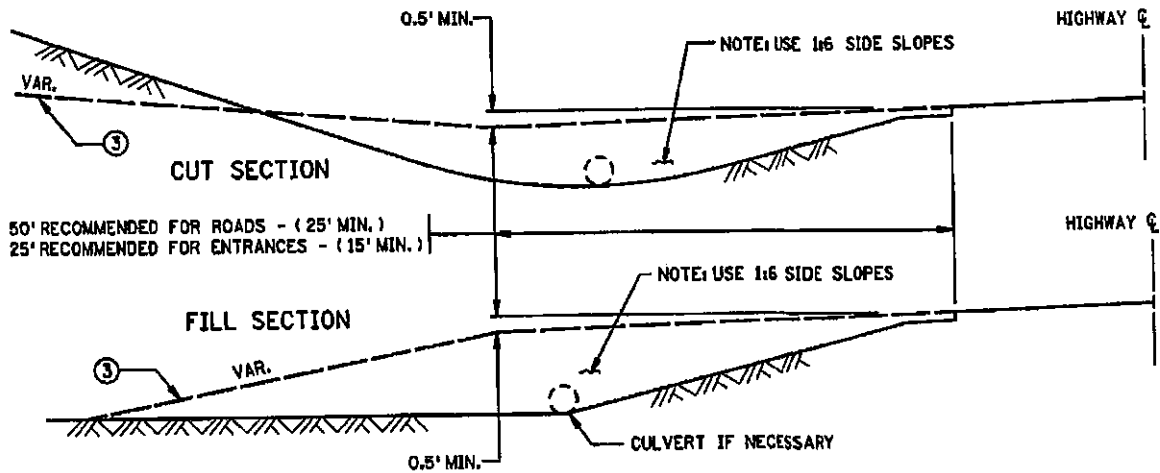 0.5' MIN.
HIGHWAY ℄
NOTE: USE 1:6 SIDE SLOPES
VAR.
3
CUT SECTION
50' RECOMMENDED FOR ROADS - (25' MIN.)
25' RECOMMENDED FOR ENTRANCES - (15' MIN.)
HIGHWAY ℄
NOTE: USE 1:6 SIDE SLOPES
FILL SECTION
3
VAR.
CULVERT IF NECESSARY
0.5' MIN.